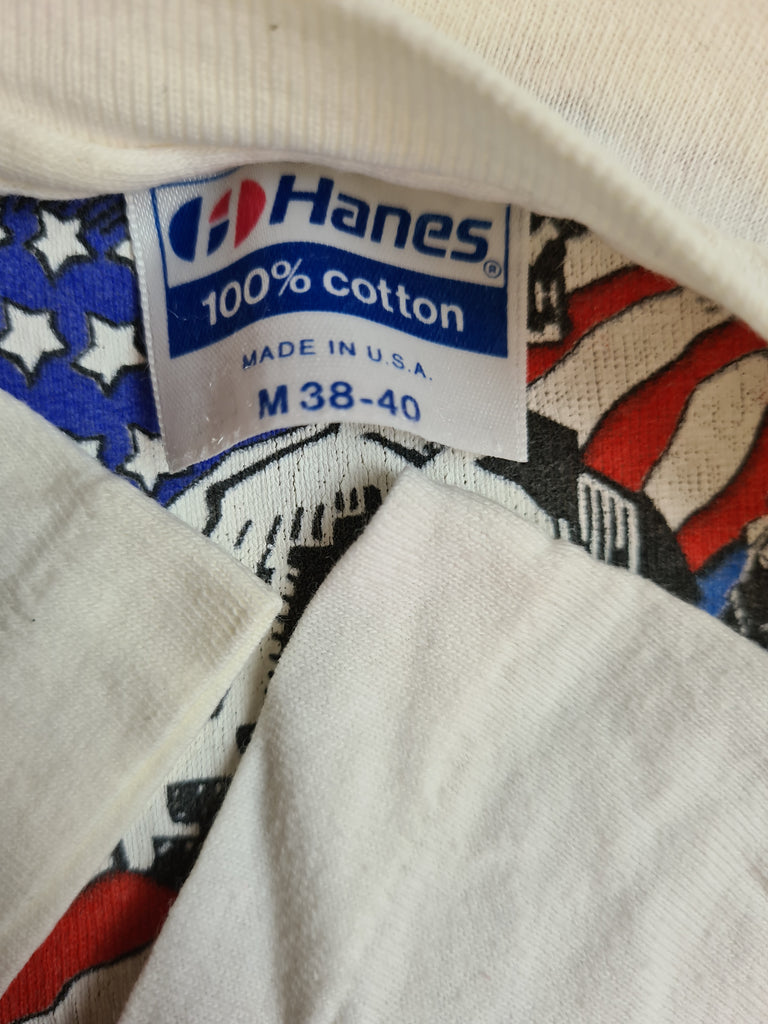 Hanes®
100% cotton
MADE IN U.S.A.
M 38-40